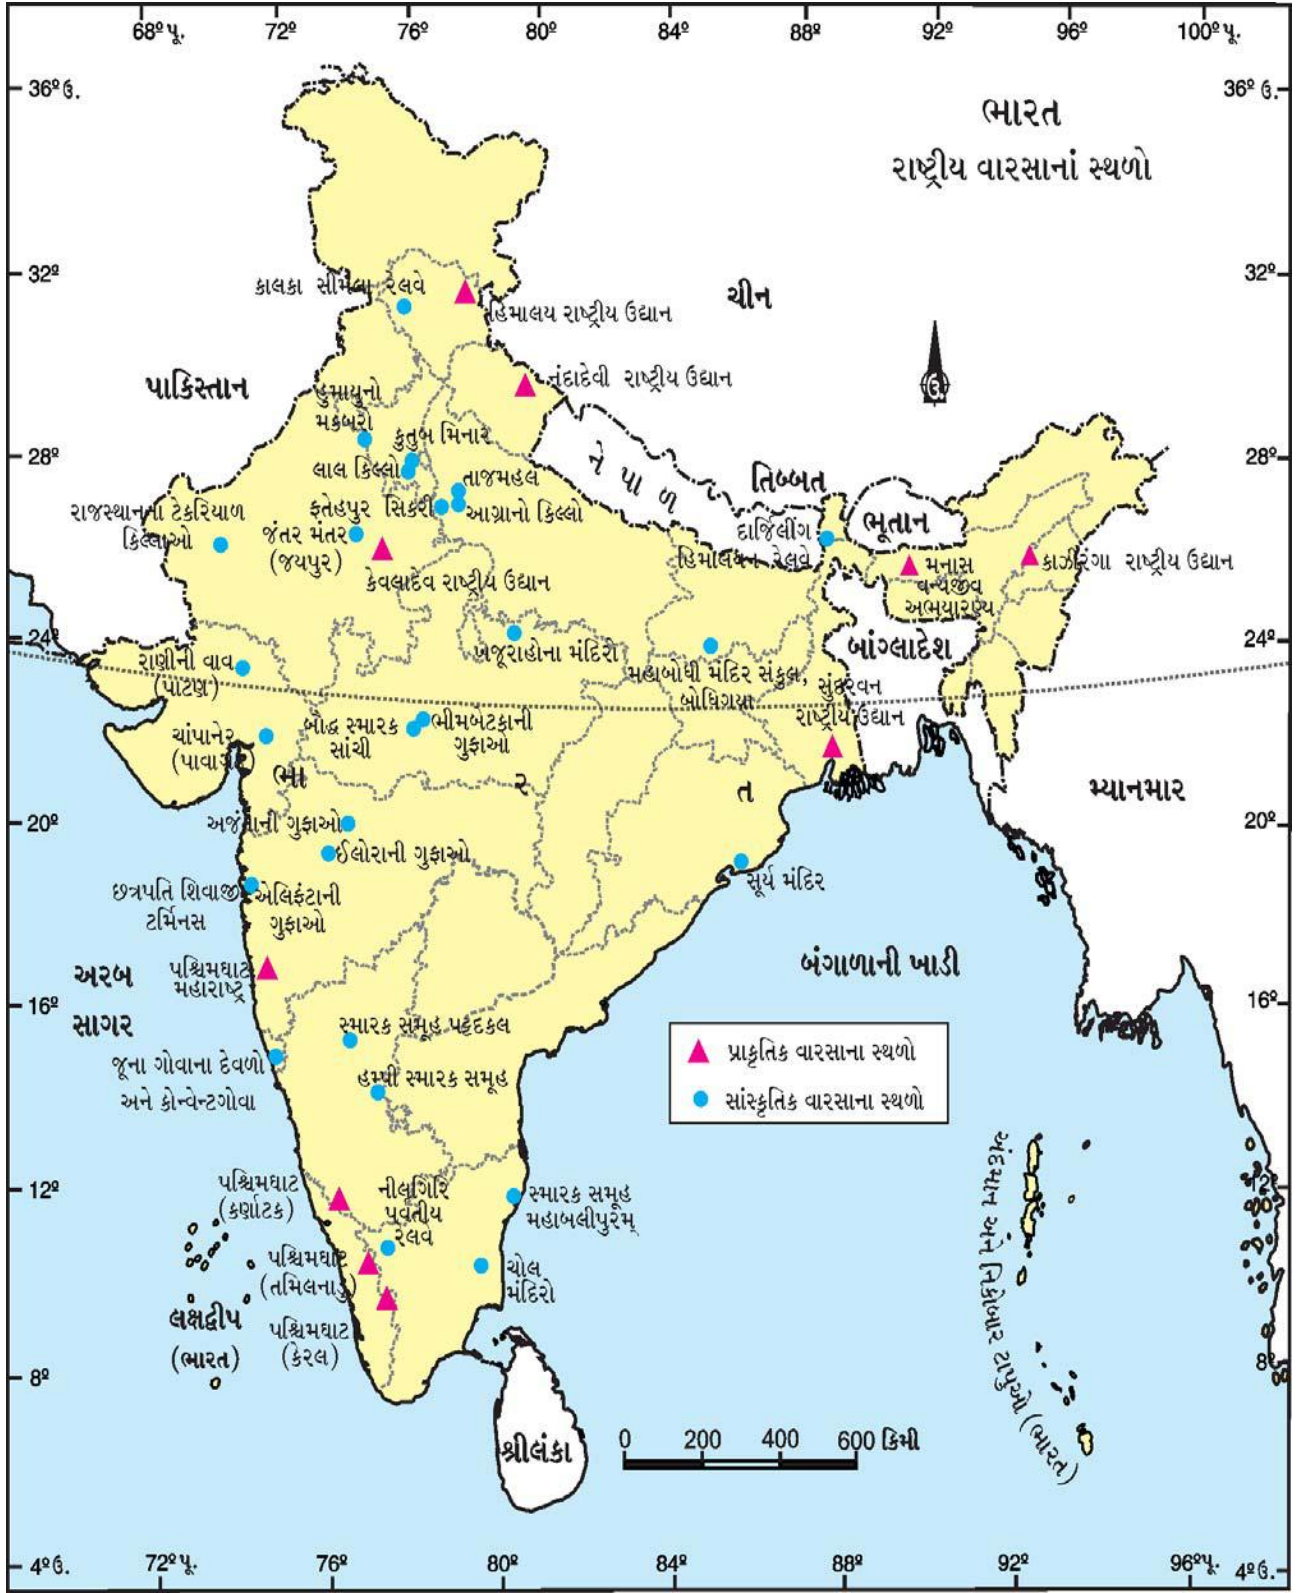 68º પૂ. 72º 76º 80º 84º 88º 92º 96º 100º પૂ.
36º ઉ. 36º ઉ.
ભારત
રાષ્ટ્રીય વારસાનાં સ્થળો
32º 32º
કાલકા સીમલા રેલવે
ચીન
હિમાલય રાષ્ટ્રીય ઉદ્યાન
પાકિસ્તાન
નંદાદેવી રાષ્ટ્રીય ઉદ્યાન
ઉ
હુમાયુનો
મકબરો
કુતુબ મિનાર
28º 28º
લાલ કિલ્લો
નેપાળ
તિબ્બત
તાજમહલ
ફતેહપુર સિકરી
આગ્રાનો કિલ્લો
રાજસ્થાનના ટેકરિયાળ
કિલ્લાઓ
જંતર મંતર
(જયપુર)
ભૂતાન
દાર્જિલીંગ
હિમાલયન રેલવે
મનાસ
વન્યજીવ
અભયારણ્ય
કાઝીરંગા રાષ્ટ્રીય ઉદ્યાન
કેવલાદેવ રાષ્ટ્રીય ઉદ્યાન
24º 24º
બાંગ્લાદેશ
ખજૂરાહોના મંદિરો
રાણીની વાવ
(પાટણ)
મહાબોધી મંદિર સંકુલ,
બોધિગયા
સુંદરવન
રાષ્ટ્રીય ઉદ્યાન
બૌદ્ધ સ્મારક
સાંચી
ભીમબેટકાની
ગુફાઓ
ચાંપાનેર
(પાવાગઢ)
ભા ર ત
મ્યાનમાર
20º 20º
અજંતાની ગુફાઓ
ઈલોરાની ગુફાઓ
સૂર્ય મંદિર
છત્રપતિ શિવાજી
ટર્મિનસ
એલિફંટાની
ગુફાઓ
અરબ
સાગર
પશ્ચિમઘાટ
મહારાષ્ટ્ર
બંગાળાની ખાડી
16º 16º
સ્મારક સમૂહ પટ્ટદકલ
જૂના ગોવાના દેવળો
અને કોન્વેન્ટગોવા
હમ્પી સ્મારક સમૂહ
પ્રાકૃતિક વારસાના સ્થળો
સાંસ્કૃતિક વારસાના સ્થળો
12º 12º
પશ્ચિમઘાટ
(કર્ણાટક)
નીલગિરિ
પર્વતીય
રેલવે
સ્મારક સમૂહ
મહાબલીપુરમ્
પશ્ચિમઘાટ
(તમિલનાડુ)
ચોલ
મંદિરો
લક્ષદ્વીપ
(ભારત)
પશ્ચિમઘાટ
(કેરલ)
અંદમાન અને નિકોબાર ટાપુઓ (ભારત)
8º 8º
શ્રીલંકા
0 200 400 600 કિમી
4º ઉ. 72º પૂ. 76º 80º 84º 88º 92º 96º પૂ. 4º ઉ.